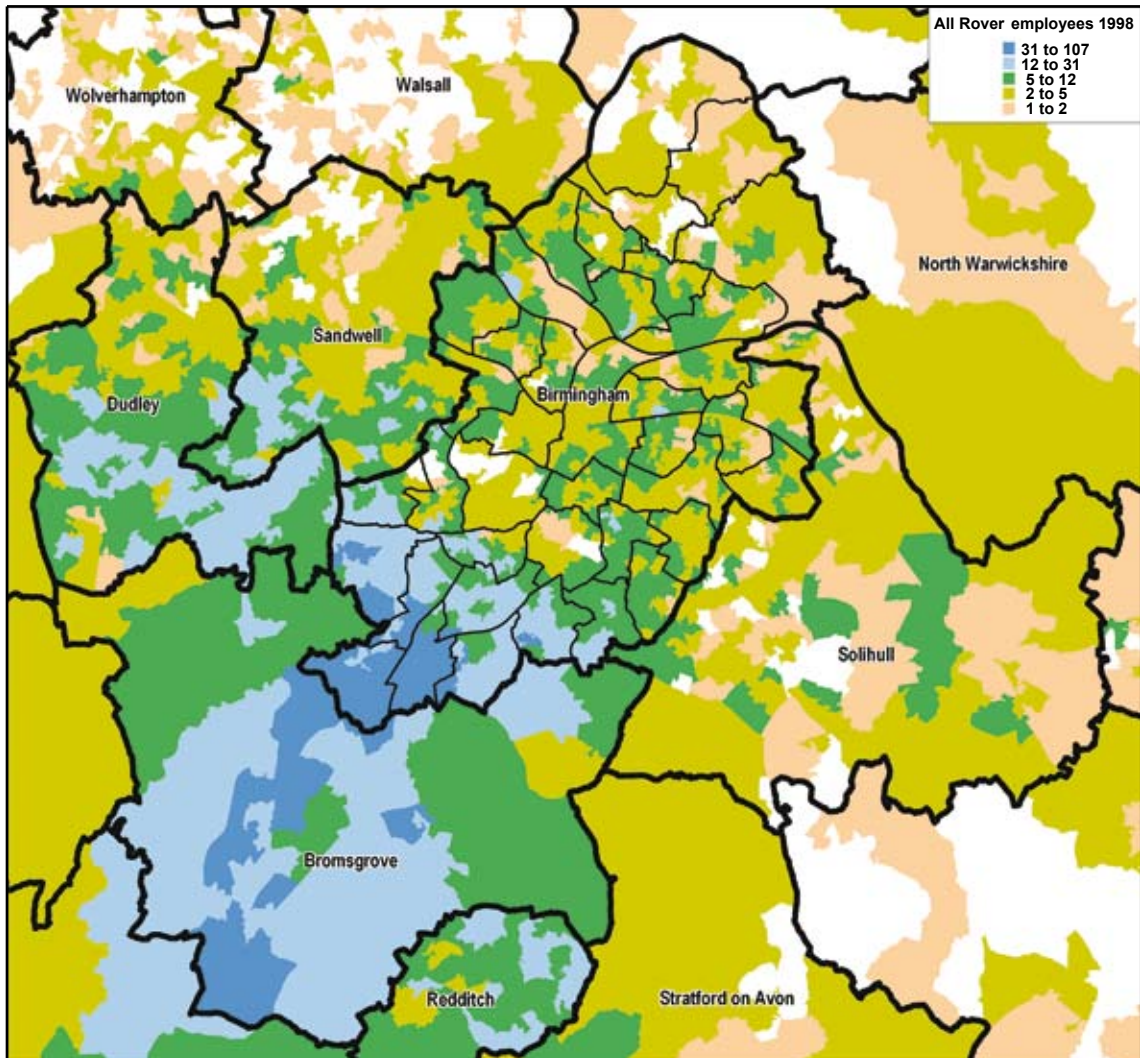 All Rover employees 1998
31 to 107
12 to 31
5 to 12
2 to 5
1 to 2
Wolverhampton
Walsall
North Warwickshire
Sandwell
Birmingham
Dudley
Solihull
Bromsgrove
Redditch
Stratford on Avon